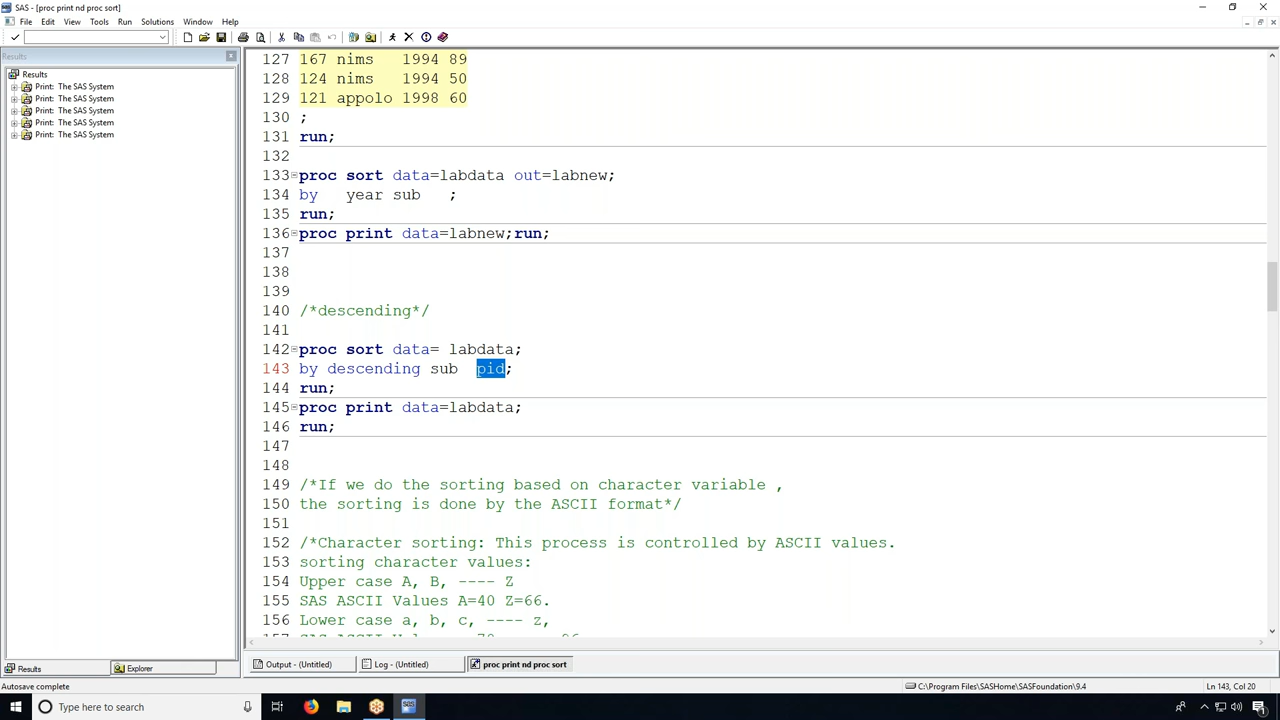 SAS - [proc print nd proc sort]
File Edit View Tools Run Solutions Window Help
Results
Results
Print: The SAS System
Print: The SAS System
Print: The SAS System
Print: The SAS System
Print: The SAS System
127 167 nims 1994 89
128 124 nims 1994 50
129 121 appolo 1998 60
130 ;
131 run;
132
133 proc sort data=labdata out=labnew;
134 by year sub ;
135 run;
136 proc print data=labnew;run;
137
138
139
140 /*descending*/
141
142 proc sort data= labdata;
143 by descending sub pid;
144 run;
145 proc print data=labdata;
146 run;
147
148
149 /*If we do the sorting based on character variable ,
150 the sorting is done by the ASCII format*/
151
152 /*Character sorting: This process is controlled by ASCII values.
153 sorting character values:
154 Upper case A, B, ---- Z
155 SAS ASCII Values A=40 Z=66.
156 Lower case a, b, c, ---- z,
157
Results Explorer
Output - (Untitled) Log - (Untitled) proc print nd proc sort
Autosave complete C:\Program Files\SASHome\SASFoundation\9.4 Ln 143, Col 20
Type here to search